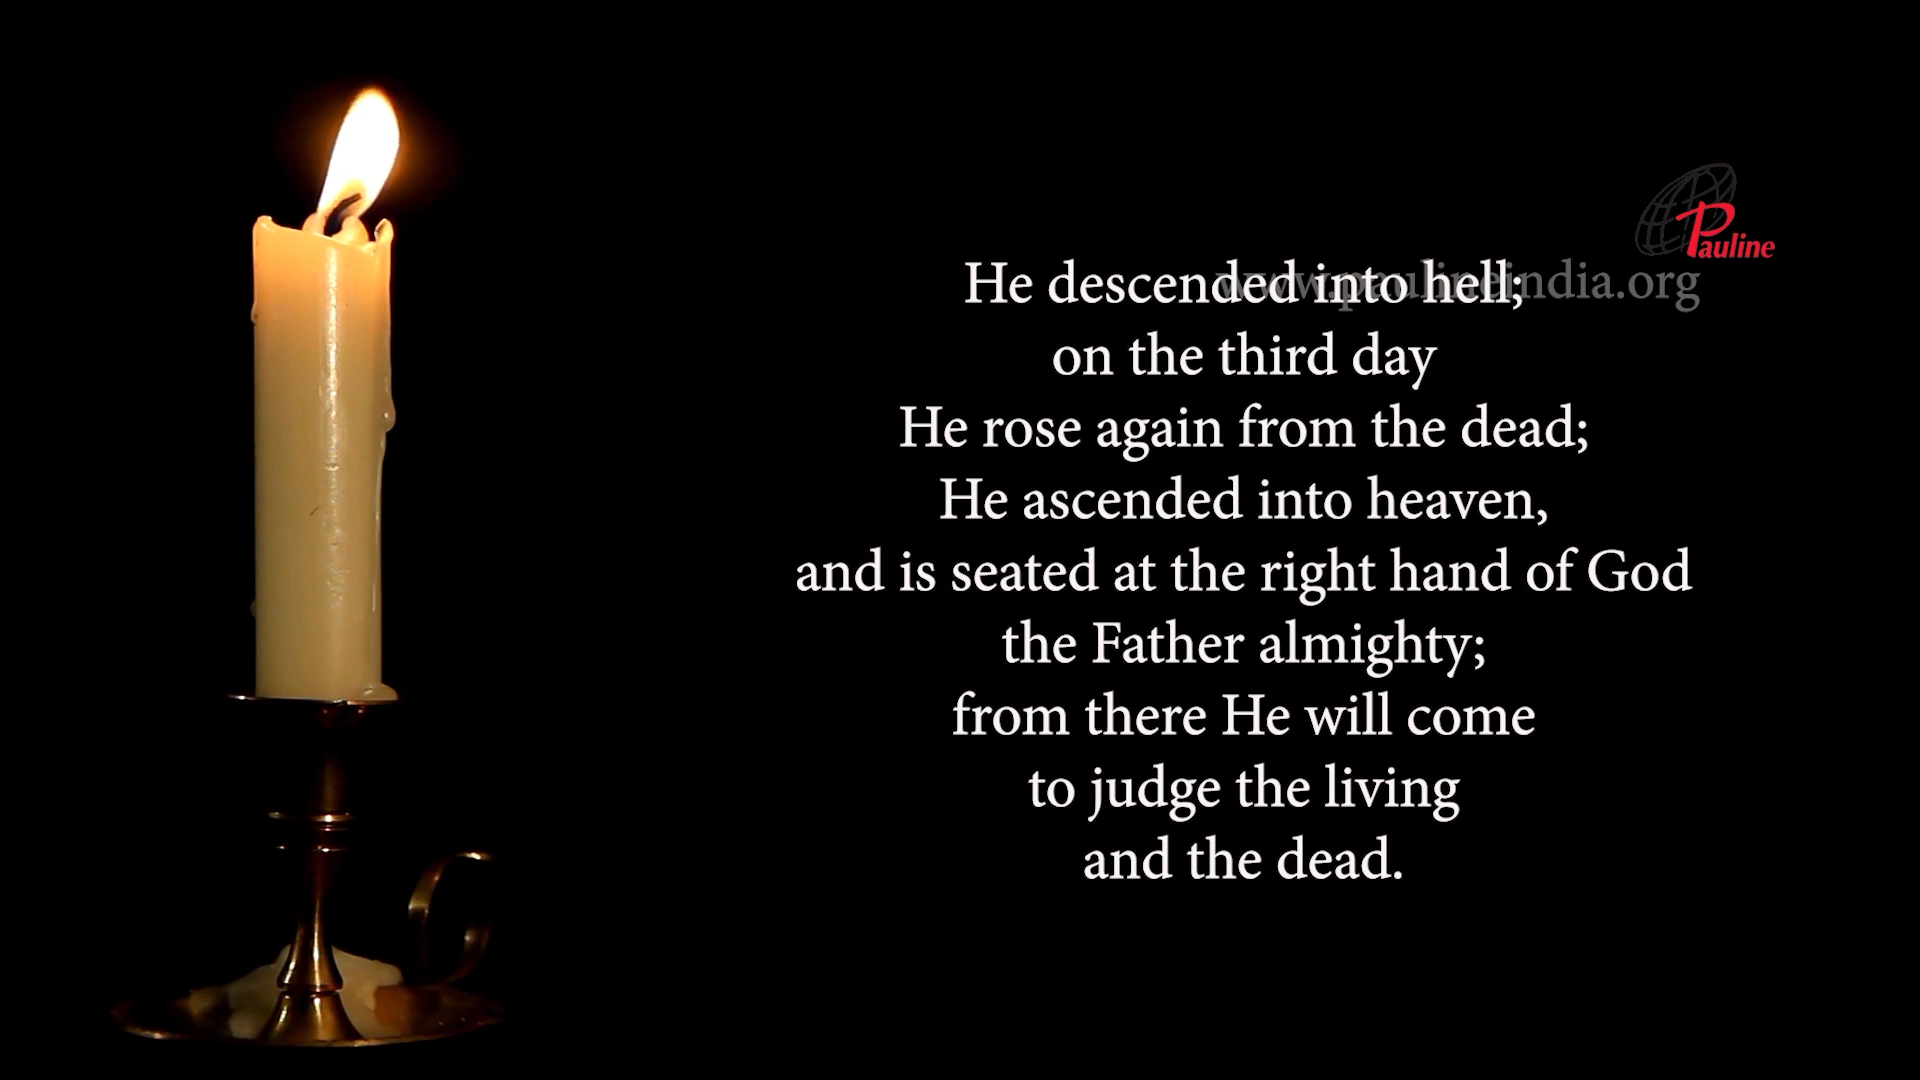 Pauline
www.paulineindia.org
He descended into hell;
on the third day
He rose again from the dead;
He ascended into heaven,
and is seated at the right hand of God
the Father almighty;
from there He will come
to judge the living
and the dead.